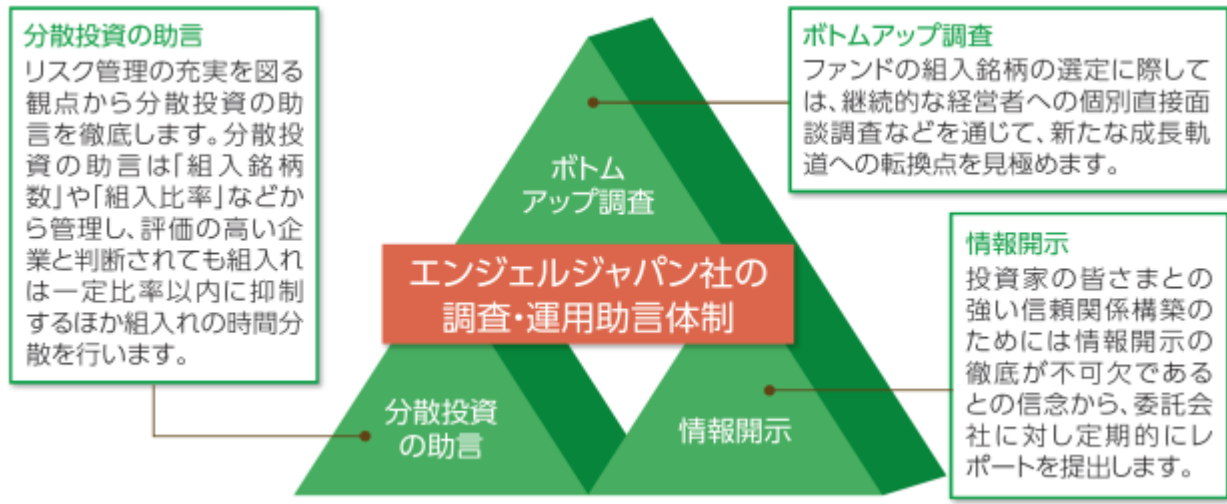 分散投資の助言
リスク管理の充実を図る
観点から分散投資の助
言を徹底します。分散投
資の助言は「組入銘柄
数」や「組入比率」などか
ら管理し、評価の高い企
業と判断されても組入れ
は一定比率以内に抑制
するほか組入れの時間分
散を行います。
ボトムアップ調査
ファンドの組入銘柄の選定に際して
は、継続的な経営者への個別直接面
談調査などを通じて、新たな成長軌
道への転換点を見極めます。
ボトム
アップ調査
エンジェルジャパン社の
調査・運用助言体制
情報開示
投資家の皆さまとの
強い信頼関係構築の
ためには情報開示の
徹底が不可欠である
との信念から、委託会
社に対し定期的にレ
ポートを提出します。
分散投資
の助言
情報開示